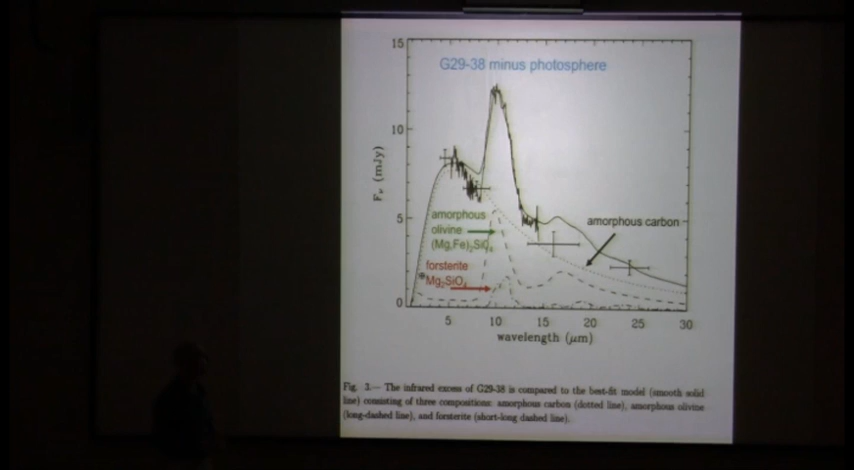 G29-38 minus photosphere
15
10
5
0
Fν (mJy)
amorphous
olivine
(Mg,Fe)2SiO4
forsterite
Mg2SiO4
amorphous carbon
5 10 15 20 25 30
wavelength (μm)
Fig. 3.— The infrared excess of G29-38 is compared to the best-fit model (smooth solid
line) consisting of three compositions: amorphous carbon (dotted line), amorphous olivine
(long-dashed line), and forsterite (short-long dashed line).